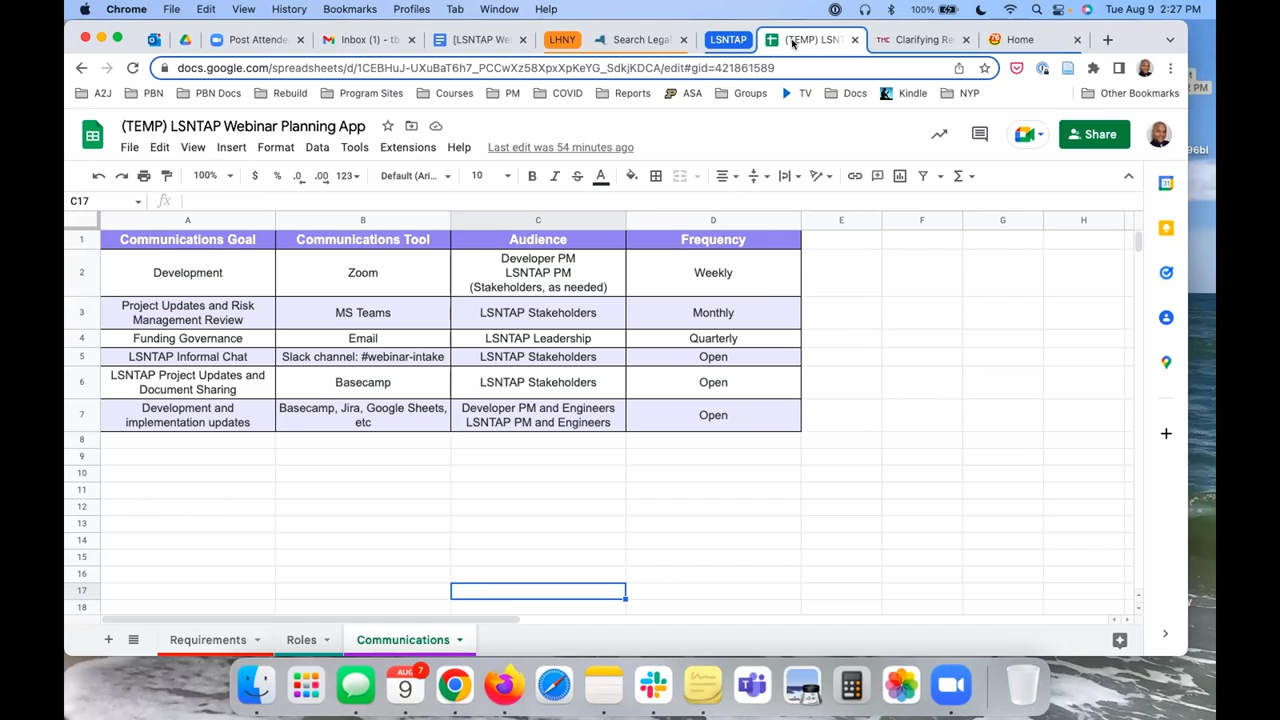 Chrome File Edit View History Bookmarks Profiles Tab Window Help 100% Tue Aug 9 2:27 PM
Post Attende Inbox (1) - tb [LSNTAP We LHNY Search Lega LSNTAP (TEMP) LSNT THC Clarifying Re Home
docs.google.com/spreadsheets/d/1CEBHuJ-UXuBaT6h7_PCCwXz58XpxXpKeYG_SdkjKDCA/edit#gid=421861589
A2J PBN PBN Docs Rebuild Program Sites Courses PM COVID Reports ASA Groups TV Docs Kindle NYP Other Bookmarks
(TEMP) LSNTAP Webinar Planning App
File Edit View Insert Format Data Tools Extensions Help Last edit was 54 minutes ago
Share
100% $ % .0 .00 123 Default (Ari... 10 B I S A
C17 fx
A B C D E F G H
1 Communications Goal Communications Tool Audience Frequency
2 Development Zoom Developer PM
LSNTAP PM
(Stakeholders, as needed) Weekly
3 Project Updates and Risk
Management Review MS Teams LSNTAP Stakeholders Monthly
4 Funding Governance Email LSNTAP Leadership Quarterly
5 LSNTAP Informal Chat Slack channel: #webinar-intake LSNTAP Stakeholders Open
6 LSNTAP Project Updates and
Document Sharing Basecamp LSNTAP Stakeholders Open
7 Development and
implementation updates Basecamp, Jira, Google Sheets,
etc Developer PM and Engineers
LSNTAP PM and Engineers Open
8
9
10
11
12
13
14
15
16
17
18
Requirements Roles Communications
AUG 9 7